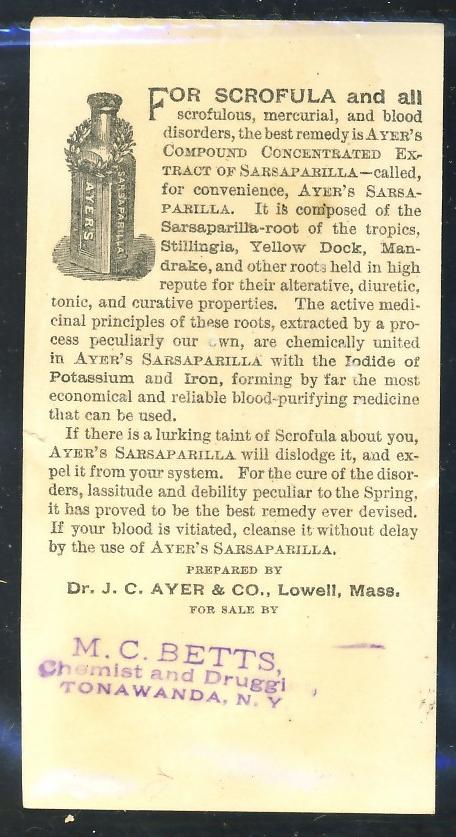 AYER'S
SARSAPARILLA
FOR SCROFULA and all
scrofulous, mercurial, and blood
disorders, the best remedy is AYER'S
COMPOUND CONCENTRATED EX-
TRACT OF SARSAPARILLA—called,
for convenience, AYER'S SARSA-
PARILLA. It is composed of the
Sarsaparilla-root of the tropics,
Stillingia, Yellow Dock, Man-
drake, and other roots held in high
repute for their alterative, diuretic,
tonic, and curative properties. The active medi-
cinal principles of these roots, extracted by a pro-
cess peculiarly our own, are chemically united
in AYER'S SARSAPARILLA with the Iodide of
Potassium and Iron, forming by far the most
economical and reliable blood-purifying medicine
that can be used.
If there is a lurking taint of Scrofula about you,
AYER'S SARSAPARILLA will dislodge it, and ex-
pel it from your system. For the cure of the disor-
ders, lassitude and debility peculiar to the Spring,
it has proved to be the best remedy ever devised.
If your blood is vitiated, cleanse it without delay
by the use of AYER'S SARSAPARILLA.
PREPARED BY
Dr. J. C. AYER & CO., Lowell, Mass.
FOR SALE BY
M. C. BETTS,
Chemist and Druggi
TONAWANDA, N. Y